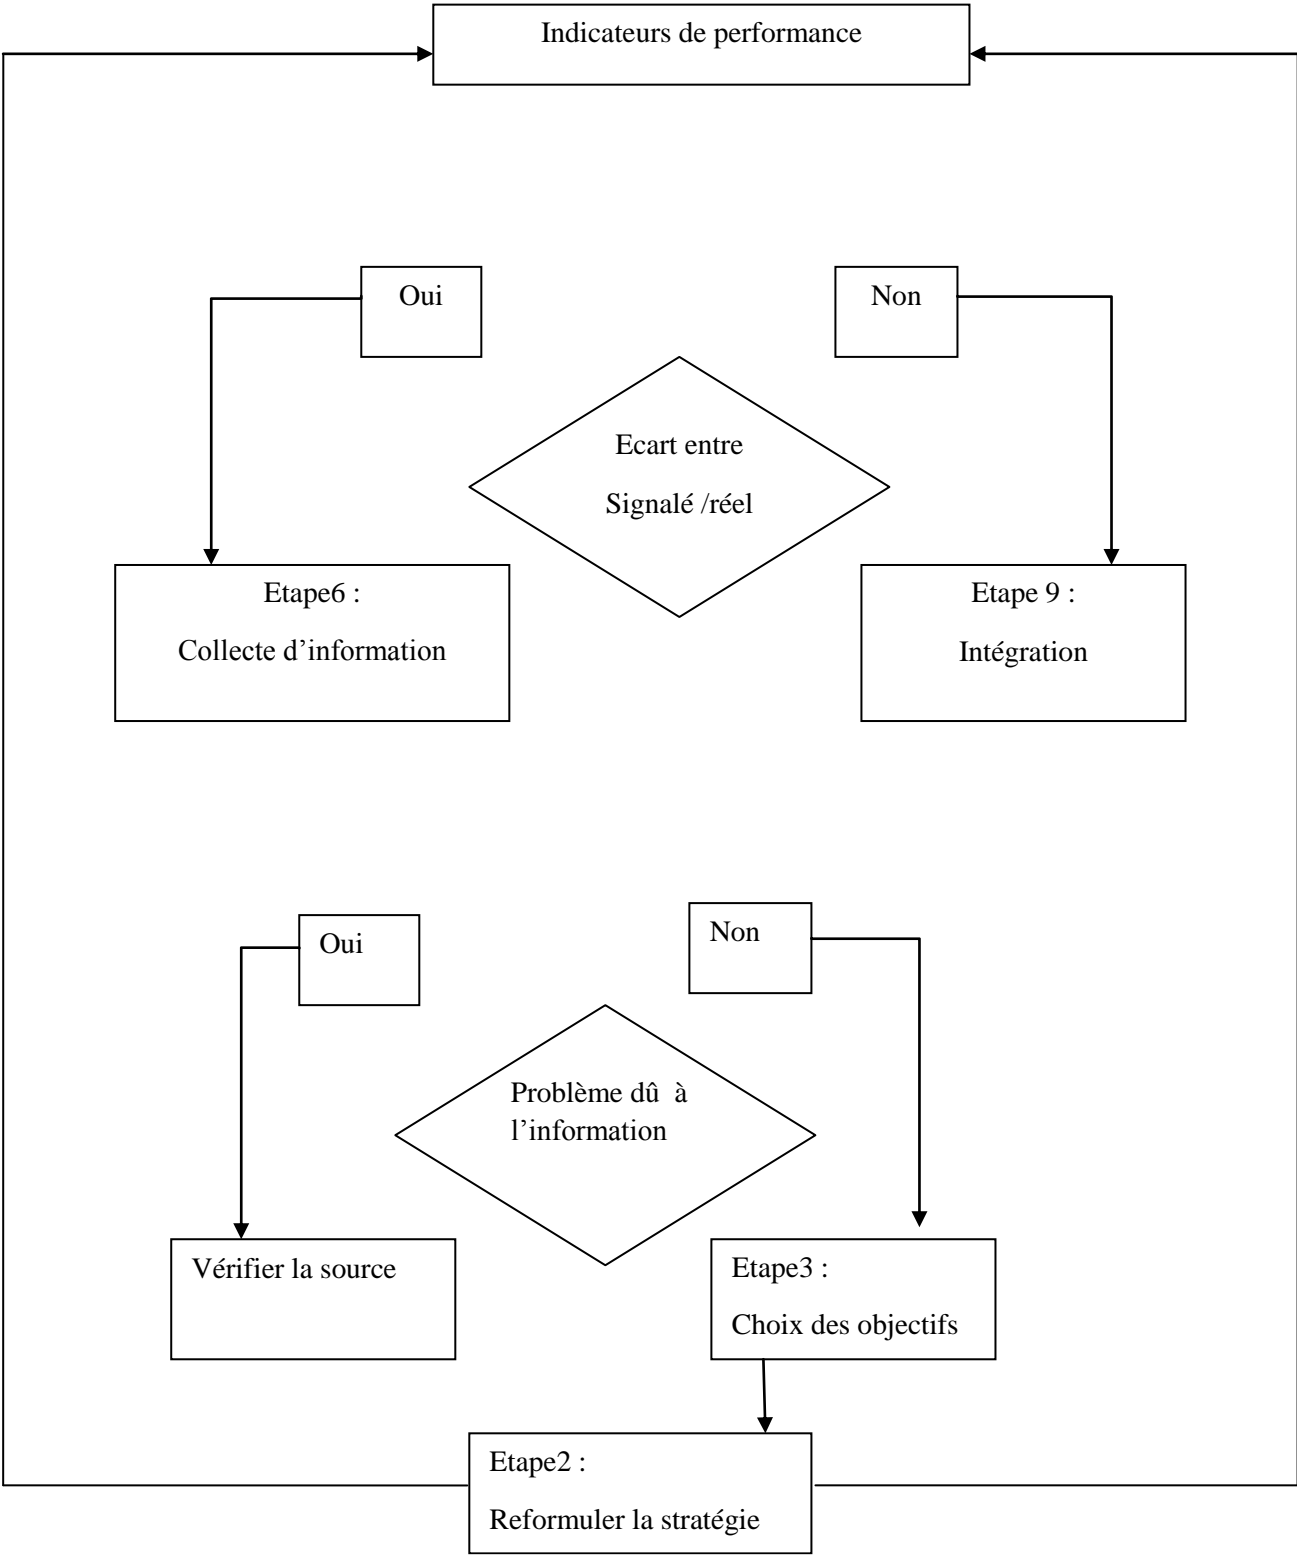 Indicateurs de performance
Oui
Non
Ecart entre
Signalé /réel
Etape6 :
Collecte d’information
Etape 9 :
Intégration
Oui
Non
Problème dû  à
l’information
Vérifier la source
Etape3 :
Choix des objectifs
Etape2 :
Reformuler la stratégie